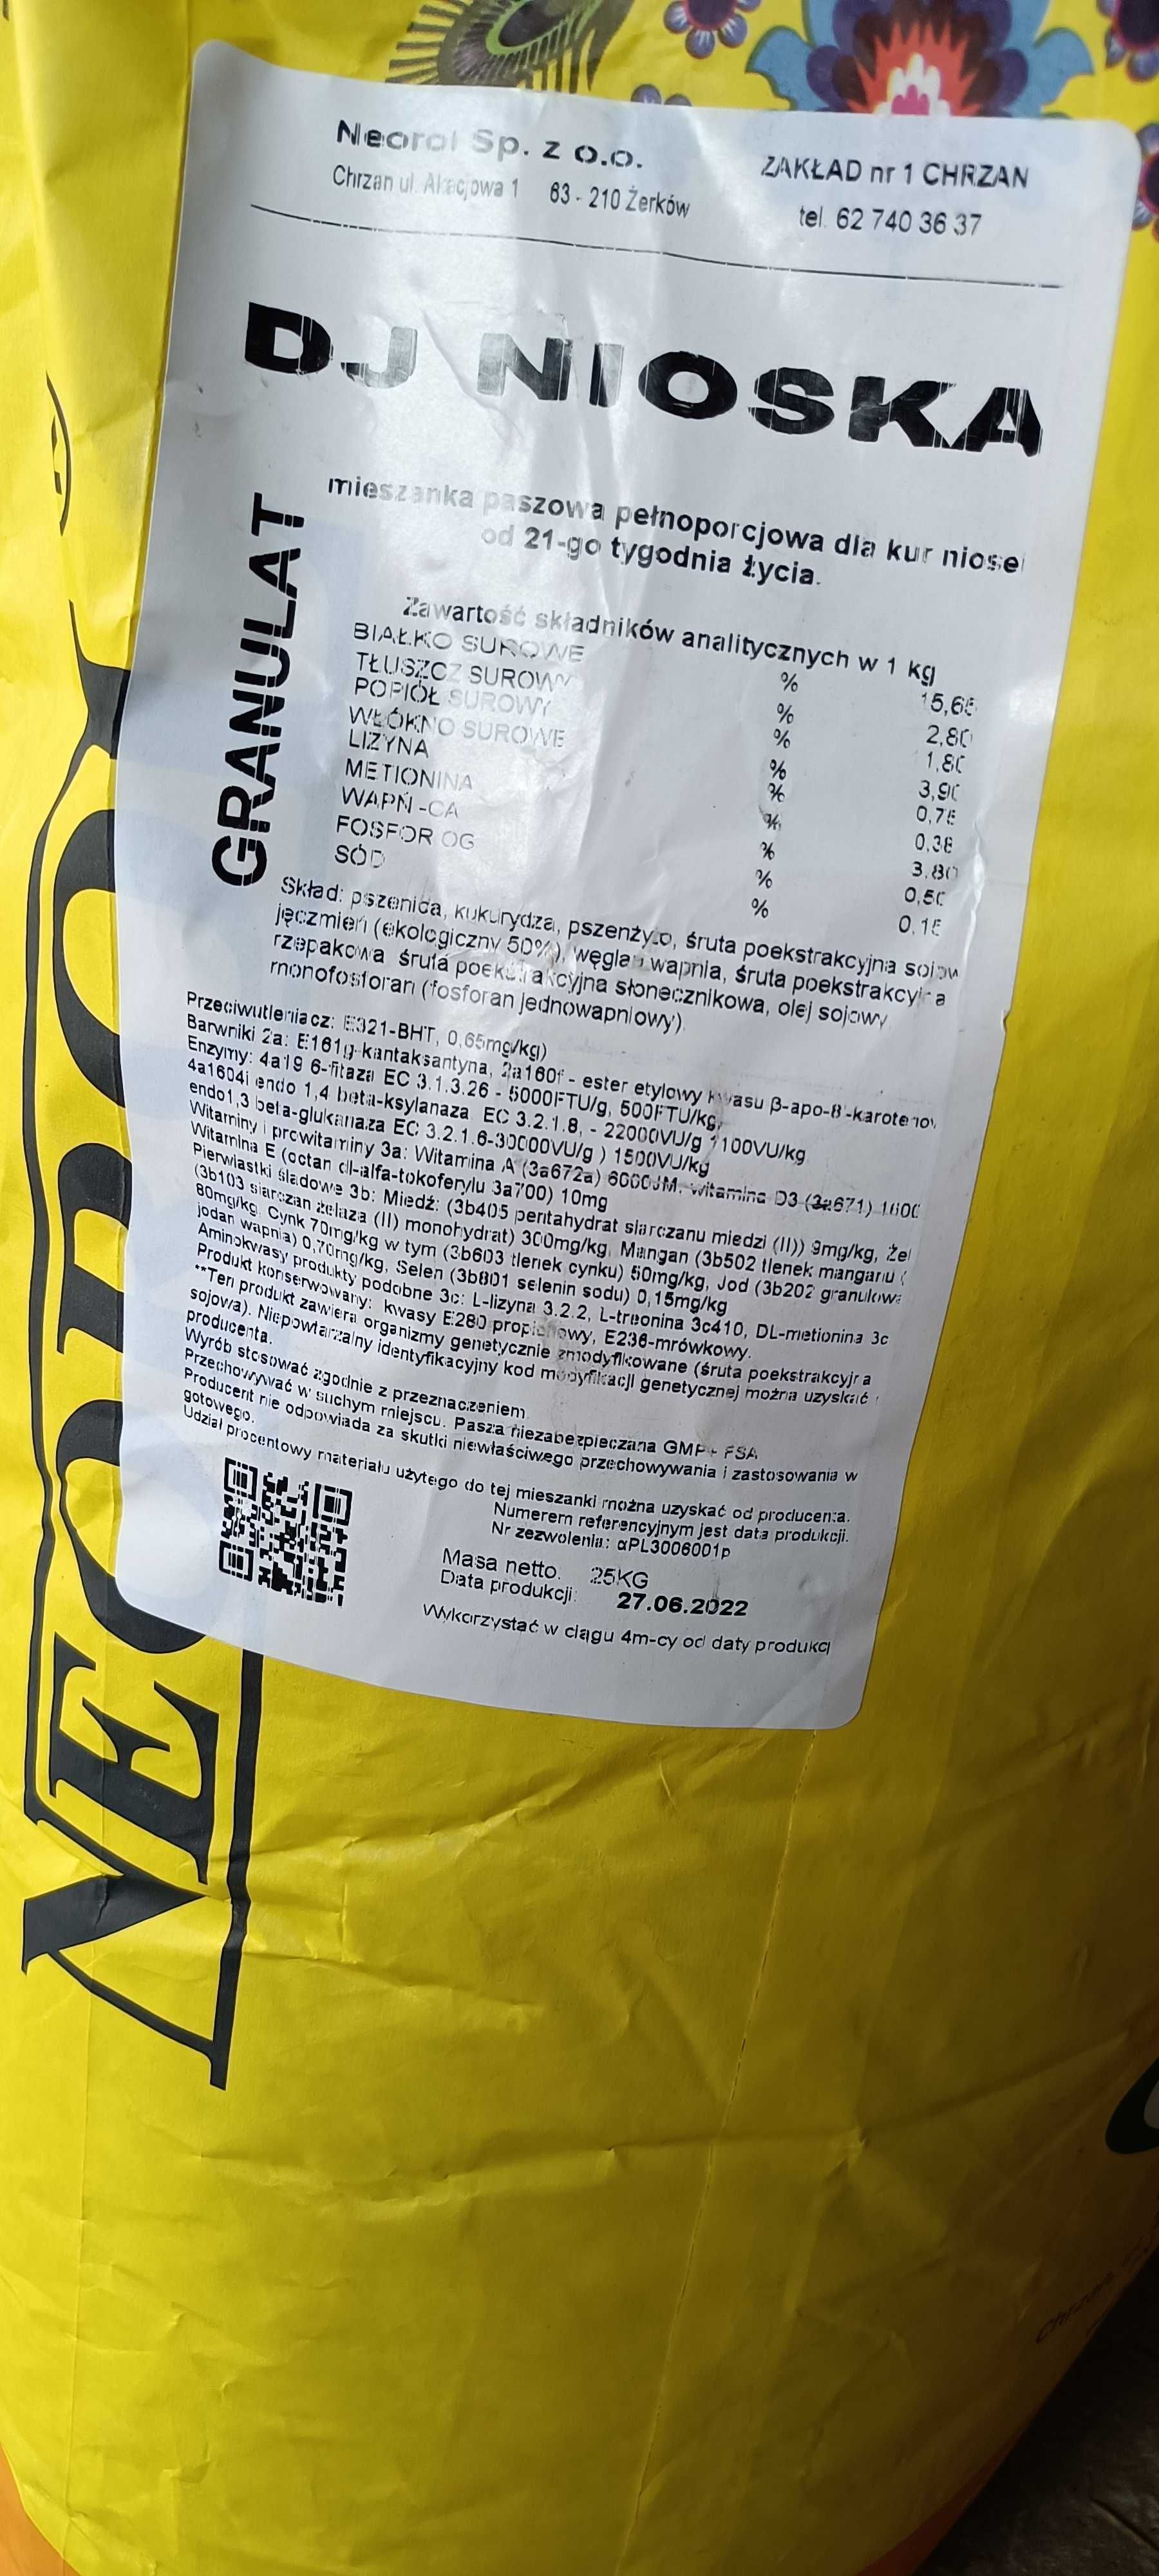 Neorol Sp. z o.o.
Chrzan ul. Akacjowa 1 63 - 210 Żerków
ZAKŁAD nr 1 CHRZAN
tel. 62 740 36 37
DJ NIOSKA
GRANULAT
mieszanka paszowa pełnoporcjowa dla kur niose
od 21-go tygodnia życia.
Zawartość składników analitycznych w 1 kg
BIAŁKO SUROWE % 15,65
TŁUSZCZ SUROWY % 2,80
POPIÓŁ SUROWY % 1,80
WŁÓKNO SUROWE % 3,90
LIZYNA % 0,75
METIONINA % 0,38
WAPŃ -CA % 3,80
FOSFOR OG % 0,50
SÓD % 0,15
Skład: pszenica, kukurydza, pszenżyto, śruta poekstrakcyjna sojow
jęczmień (ekologiczny 50%), węglan wapnia, śruta poekstrakcyjna
rzepakowa śruta poekstrakcyjna słonecznikowa, olej sojowy
monofosforan (fosforan jednowapniowy)
Przeciwutleniacz: E321-BHT, 0,65mg/kg)
Barwniki 2a: E161g-kantaksantyna, 2a160f - ester etylowy kwasu β-apo-8'-karotenow
Enzymy: 4a19 6-fitaza EC 3.1.3.26 - 5000FTU/g, 500FTU/kg,
4a1604i endo 1,4 beta-ksylanaza EC 3.2.1.8, - 22000VU/g 1100VU/kg
endo1,3 beta-glukanaza EC 3.2.1.6-30000VU/g ) 1500VU/kg
Witaminy i prowitaminy 3a: Witamina A (3a672a) 6000JM, witamina D3 (3a671) 1600
Witamina E (octan dl-alfa-tokoferylu 3a700) 10mg
Pierwiastki śladowe 3b: Miedź: (3b405 pentahydrat siarczanu miedzi (II)) 9mg/kg, Żel
(3b103 siarczan żelaza (II) monohydrat) 300mg/kg, Mangan (3b502 tlenek manganu (
80mg/kg, Cynk 70mg/kg w tym (3b603 tlenek cynku) 50mg/kg, Jod (3b202 granulowa
jodan wapnia) 0,70mg/kg, Selen (3b801 selenin sodu) 0,15mg/kg
Aminokwasy produkty podobne 3c: L-lizyna 3.2.2, L-treonina 3c410, DL-metionina 3c
Produkt konserwowany: kwasy E280 propionowy, E236-mrówkowy.
**Ten produkt zawiera organizmy genetycznie zmodyfikowane (śruta poekstrakcyjna
sojowa). Niepowtarzalny identyfikacyjny kod modyfikacji genetycznej można uzyskać
producenta.
Wyrób stosować zgodnie z przeznaczeniem
Przechowywać w suchym miejscu. Pasza niezabezpieczana GMP+ FSA
Producent nie odpowiada za skutki niewłaściwego przechowywania i zastosowania w
gotowego.
Udział procentowy materiału użytego do tej mieszanki można uzyskać od producenta.
Numerem referencyjnym jest data produkcji.
Nr zezwolenia: αPL3006001p
Masa netto: 25KG
Data produkcji: 27.06.2022
Wykorzystać w ciągu 4m-cy od daty produkcj
NEOROL